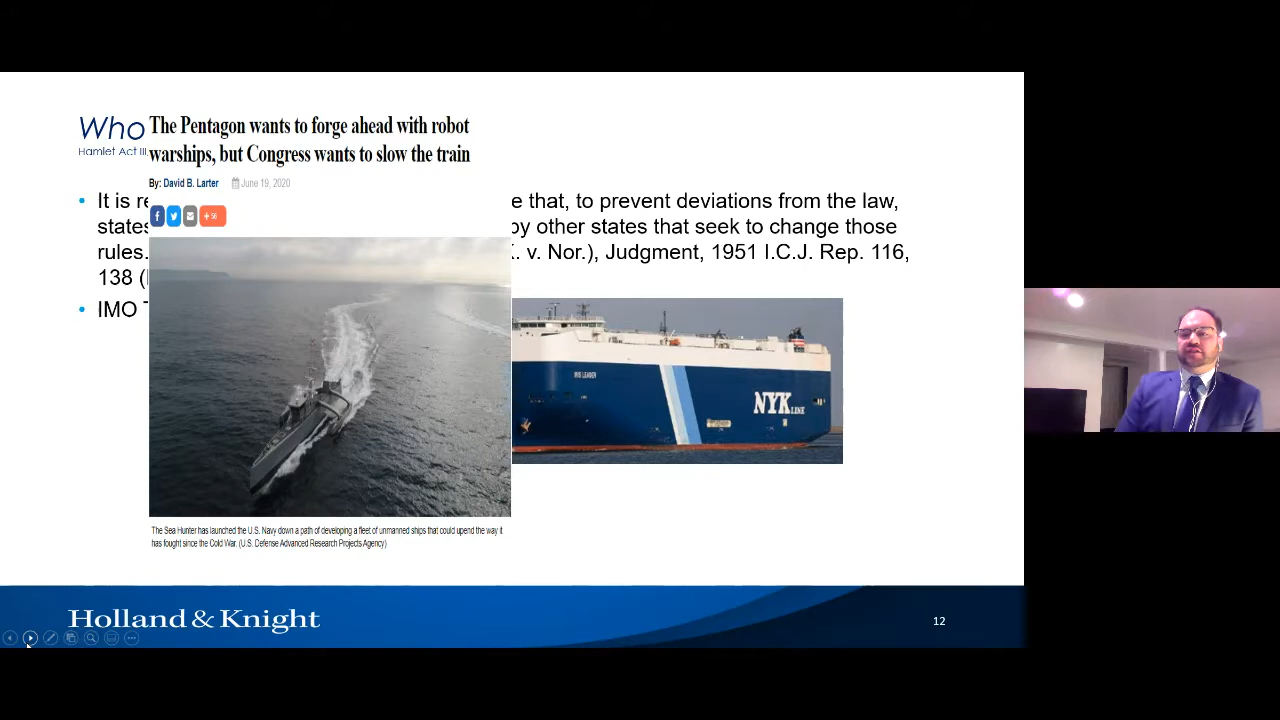 Who
Hamlet Act III,
The Pentagon wants to forge ahead with robot
warships, but Congress wants to slow the train
By: David B. Larter June 19, 2020
+ 56
It is re
e that, to prevent deviations from the law,
states
by other states that seek to change those
rules.
K. v. Nor.), Judgment, 1951 I.C.J. Rep. 116,
138 (
IMO T
NYK LINE
The Sea Hunter has launched the U.S. Navy down a path of developing a fleet of unmanned ships that could upend the way it
has fought since the Cold War. (U.S. Defense Advanced Research Projects Agency)
Holland & Knight
12